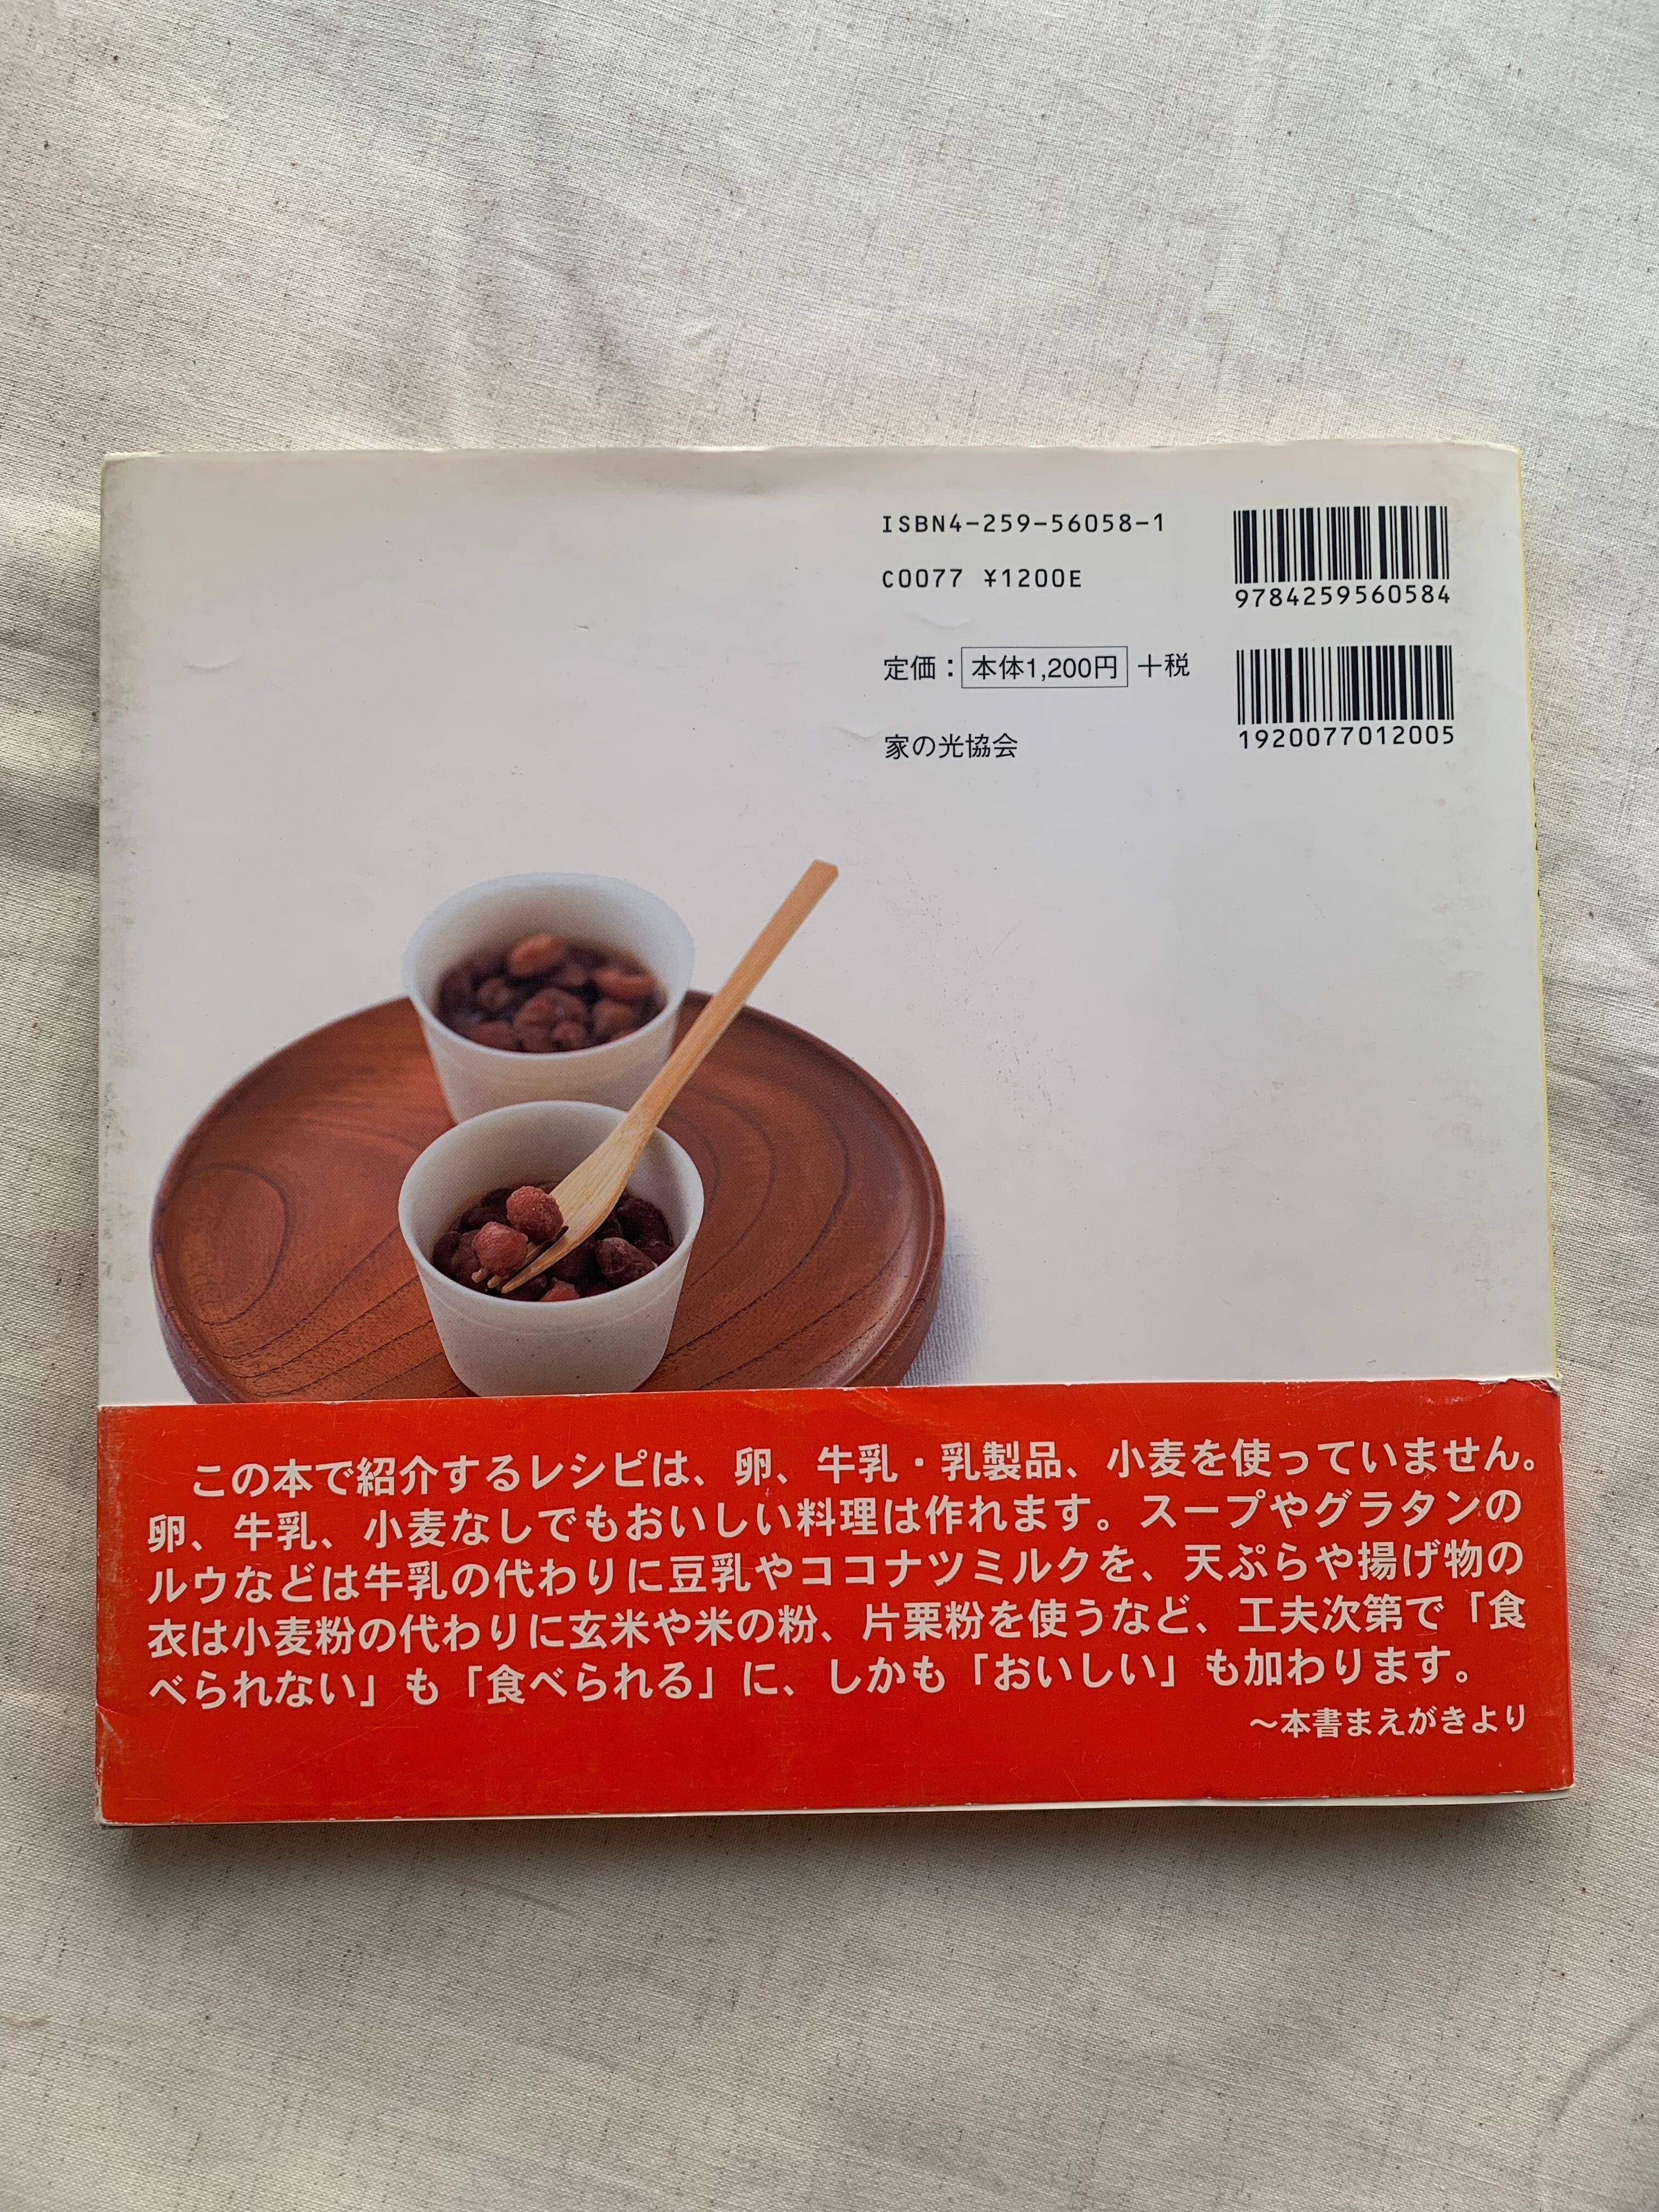 ISBN4-259-56058-1
C0077 ¥1200E
定価：本体1,200円＋税
家の光協会
9784259560584
1920077012005
この本で紹介するレシピは、卵、牛乳・乳製品、小麦を使っていません。
卵、牛乳、小麦なしでもおいしい料理は作れます。スープやグラタンの
ルウなどは牛乳の代わりに豆乳やココナツミルクを、天ぷらや揚げ物の
衣は小麦粉の代わりに玄米や米の粉、片栗粉を使うなど、工夫次第で「食
べられない」も「食べられる」に、しかも「おいしい」も加わります。
～本書まえがきより